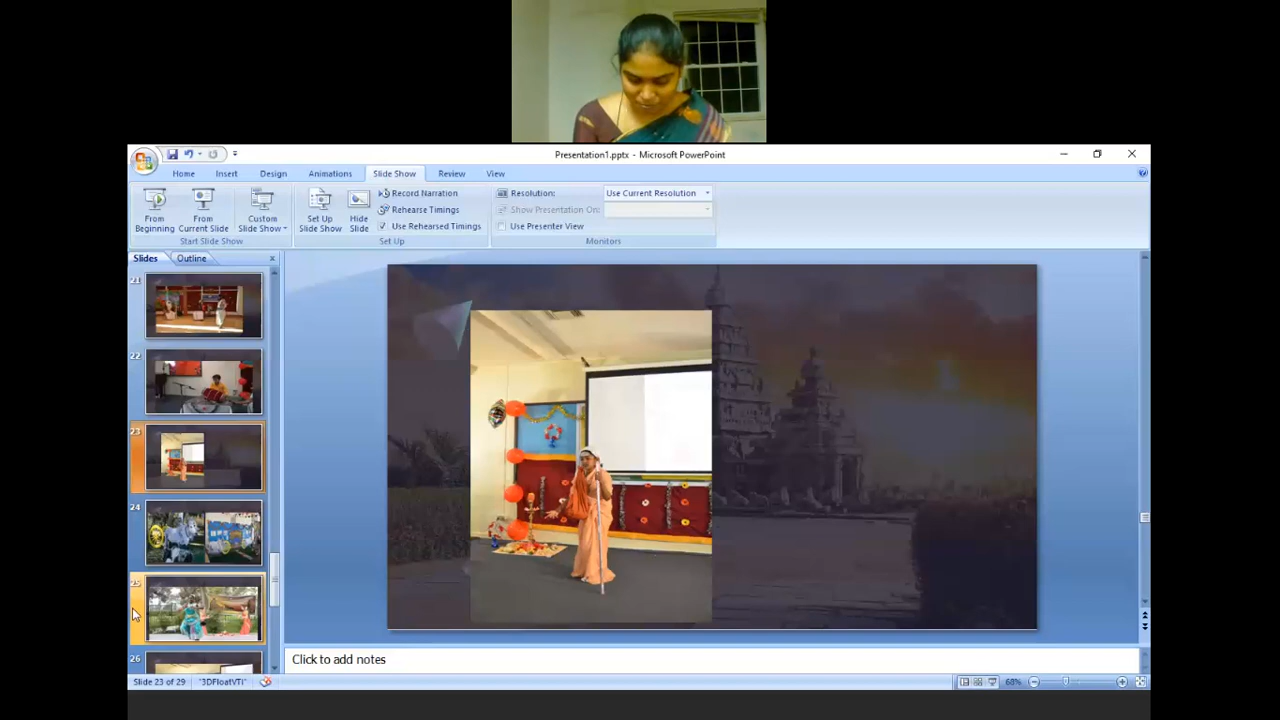 Presentation1.pptx - Microsoft PowerPoint
Home Insert Design Animations Slide Show Review View
From Beginning
From Current Slide
Custom Slide Show
Start Slide Show
Set Up Slide Show
Hide Slide
Record Narration
Rehearse Timings
Use Rehearsed Timings
Set Up
Resolution: Use Current Resolution
Show Presentation On:
Use Presenter View
Monitors
Slides Outline
21
22
23
24
25
26
Click to add notes
Slide 23 of 29 "3DFloatVTI" 68%